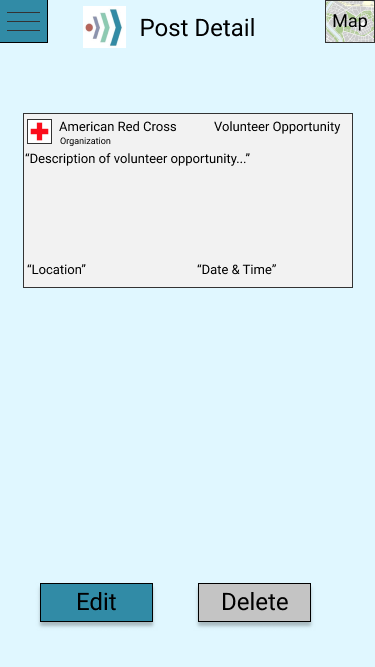 Post Detail
Map
American Red Cross
Volunteer Opportunity
Organization
“Description of volunteer opportunity...”
“Location”
“Date & Time”
Edit
Delete